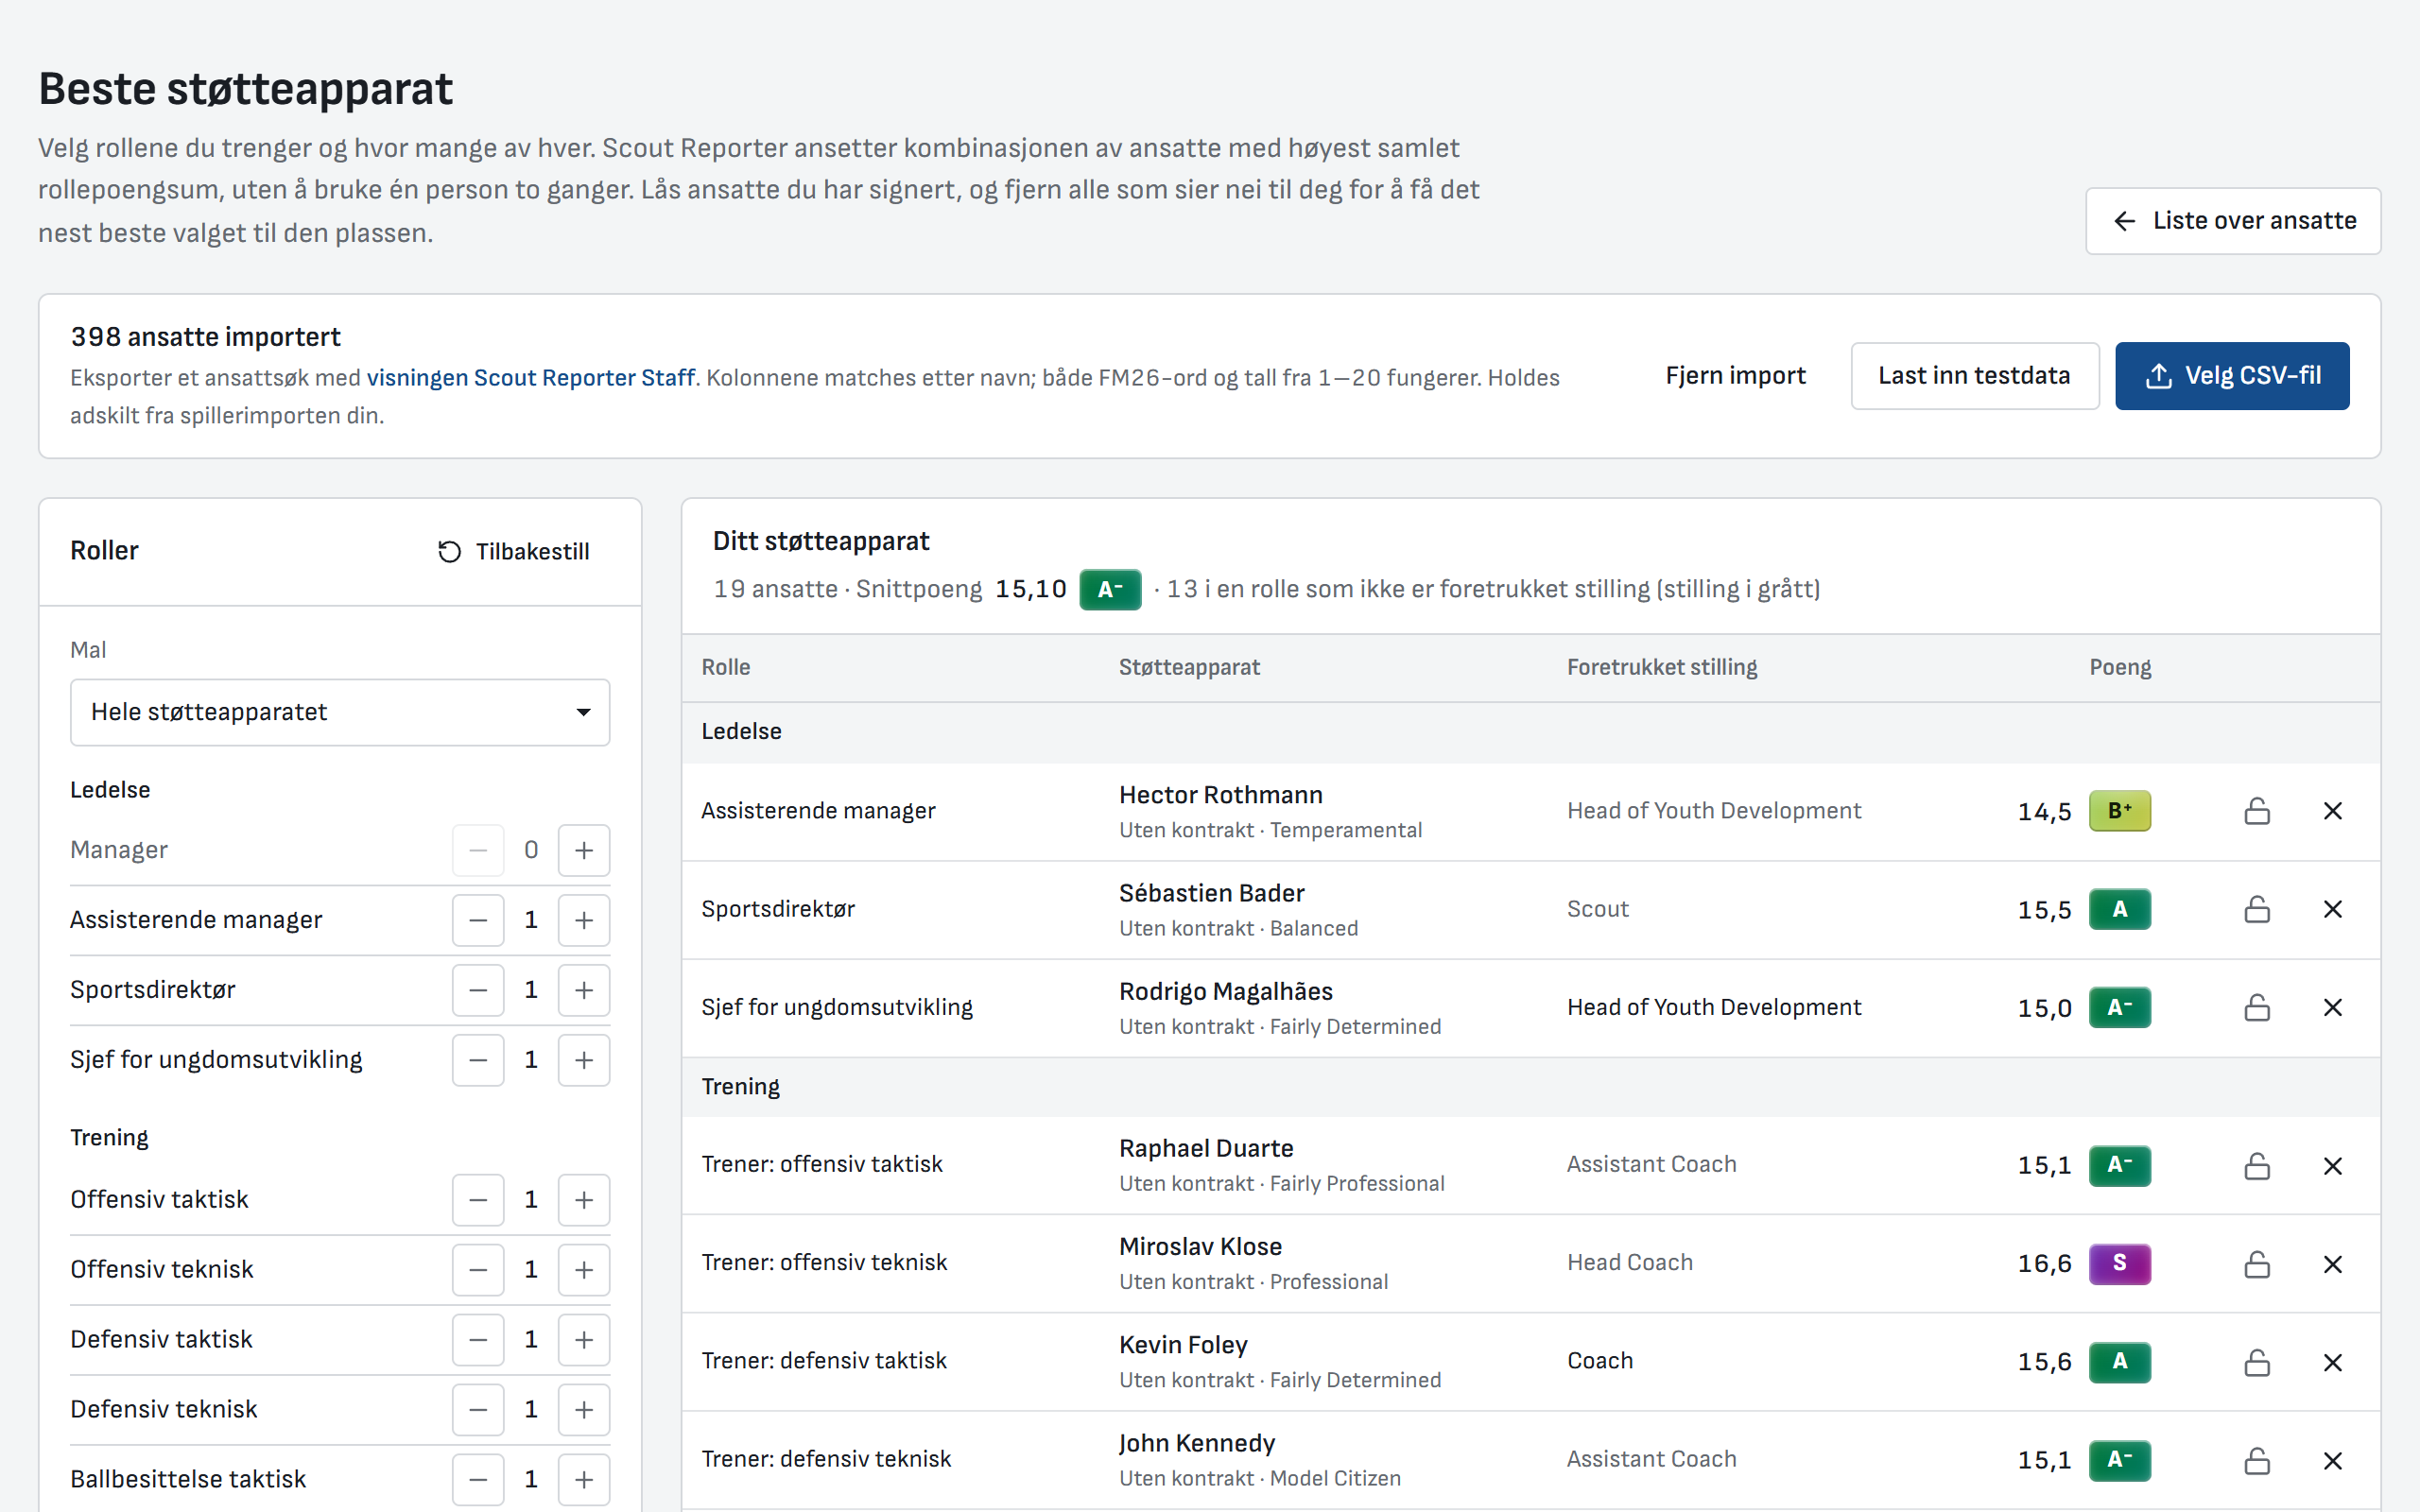 Beste støtteapparat
Velg rollene du trenger og hvor mange av hver. Scout Reporter ansetter kombinasjonen av ansatte med høyest samlet
rollepoengsum, uten å bruke én person to ganger. Lås ansatte du har signert, og fjern alle som sier nei til deg for å få det
nest beste valget til den plassen.
Liste over ansatte
398 ansatte importert
Eksporter et ansattsøk med visningen Scout Reporter Staff. Kolonnene matches etter navn; både FM26-ord og tall fra 1–20 fungerer. Holdes
adskilt fra spillerimporten din.
Fjern import
Last inn testdata
Velg CSV-fil
Roller
Tilbakestill
Mal
Hele støtteapparatet
Ledelse
Manager 0
Assisterende manager 1
Sportsdirektør 1
Sjef for ungdomsutvikling 1
Trening
Offensiv taktisk 1
Offensiv teknisk 1
Defensiv taktisk 1
Defensiv teknisk 1
Ballbesittelse taktisk 1
Ditt støtteapparat
19 ansatte · Snittpoeng 15,10 A⁻ · 13 i en rolle som ikke er foretrukket stilling (stilling i grått)
Rolle Støtteapparat Foretrukket stilling Poeng
Ledelse
Assisterende manager Hector Rothmann Head of Youth Development 14,5 B⁺
Uten kontrakt · Temperamental
Sportsdirektør Sébastien Bader Scout 15,5 A
Uten kontrakt · Balanced
Sjef for ungdomsutvikling Rodrigo Magalhães Head of Youth Development 15,0 A⁻
Uten kontrakt · Fairly Determined
Trening
Trener: offensiv taktisk Raphael Duarte Assistant Coach 15,1 A⁻
Uten kontrakt · Fairly Professional
Trener: offensiv teknisk Miroslav Klose Head Coach 16,6 S
Uten kontrakt · Professional
Trener: defensiv taktisk Kevin Foley Coach 15,6 A
Uten kontrakt · Fairly Determined
Trener: defensiv teknisk John Kennedy Assistant Coach 15,1 A⁻
Uten kontrakt · Model Citizen